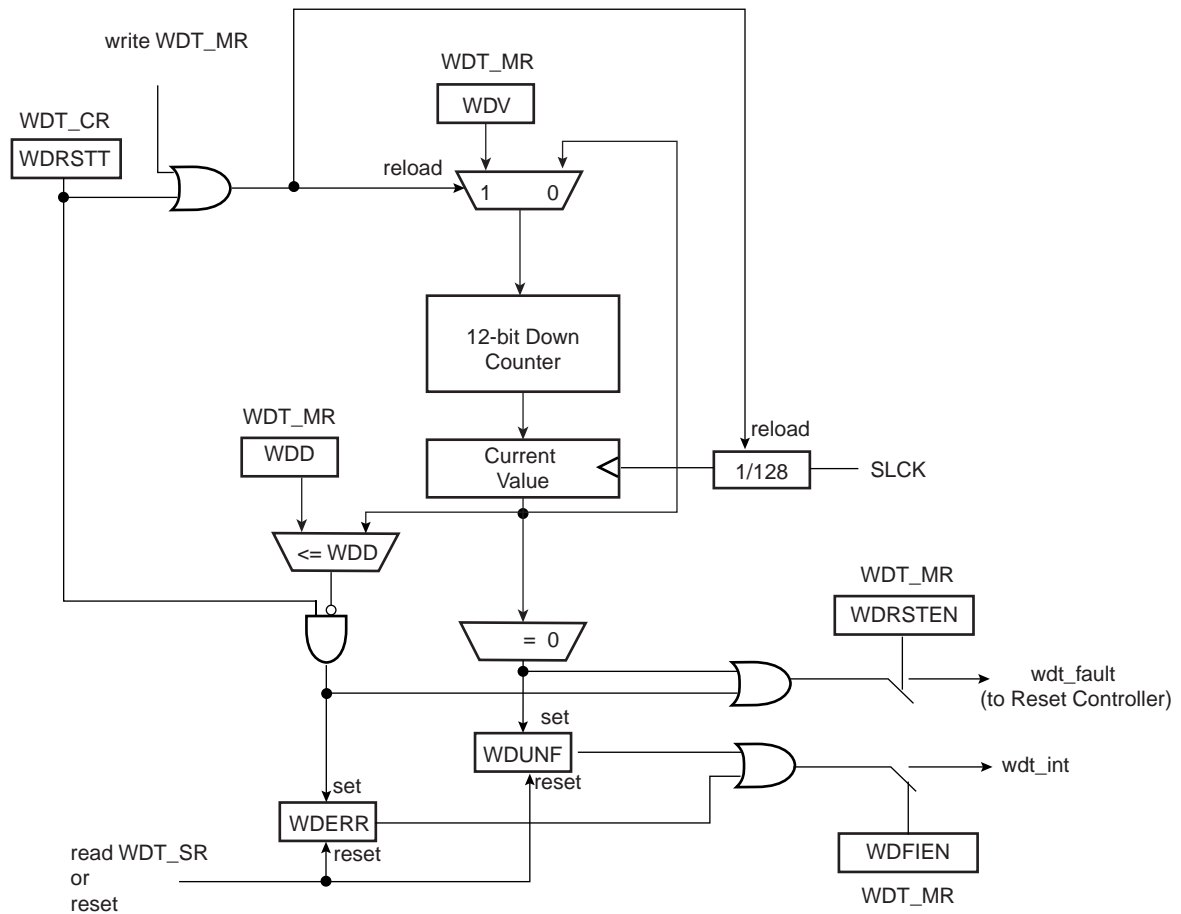 write WDT_MR
WDT_MR
WDV
WDT_CR
WDRSTT
reload
1 0
12-bit Down
Counter
WDT_MR
WDD
reload
Current
Value
1/128
SLCK
<= WDD
WDT_MR
WDRSTEN
= 0
wdt_fault
(to Reset Controller)
set
WDUNF
reset
wdt_int
set
WDERR
reset
WDFIEN
WDT_MR
read WDT_SR
or
reset